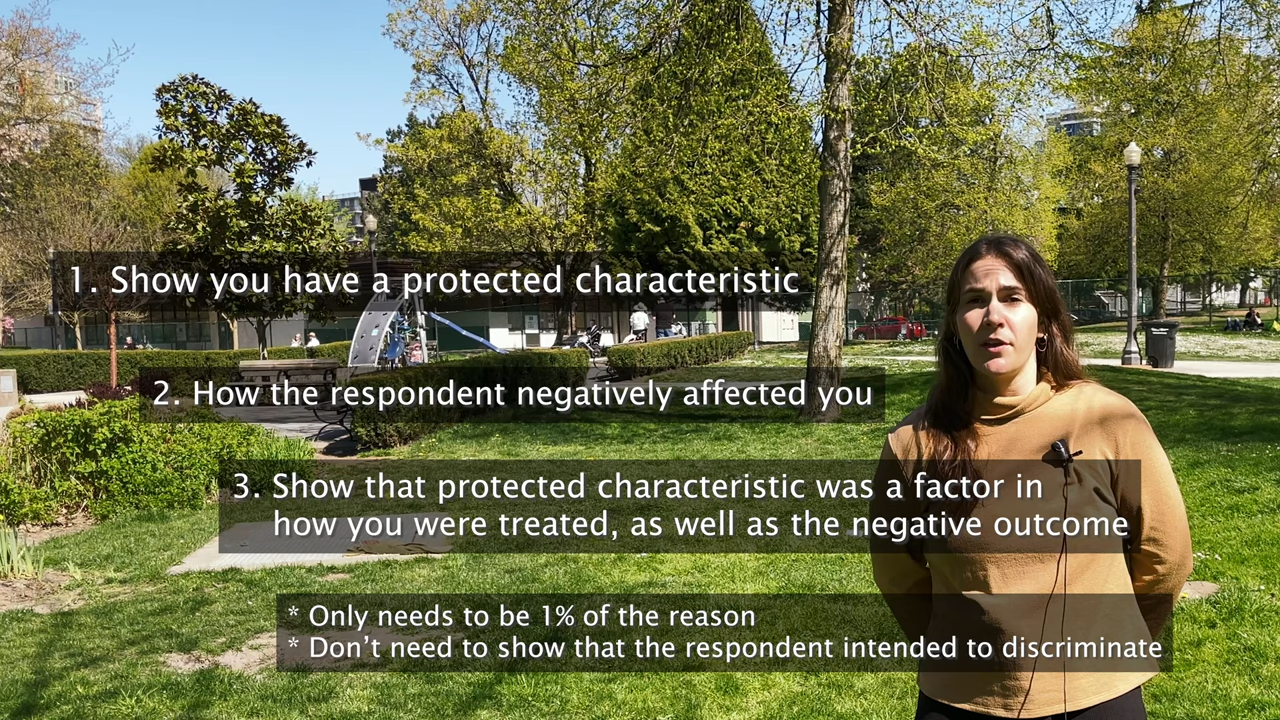 1. Show you have a protected characteristic
2. How the respondent negatively affected you
3. Show that protected characteristic was a factor in
how you were treated, as well as the negative outcome
* Only needs to be 1% of the reason
* Don't need to show that the respondent intended to discriminate